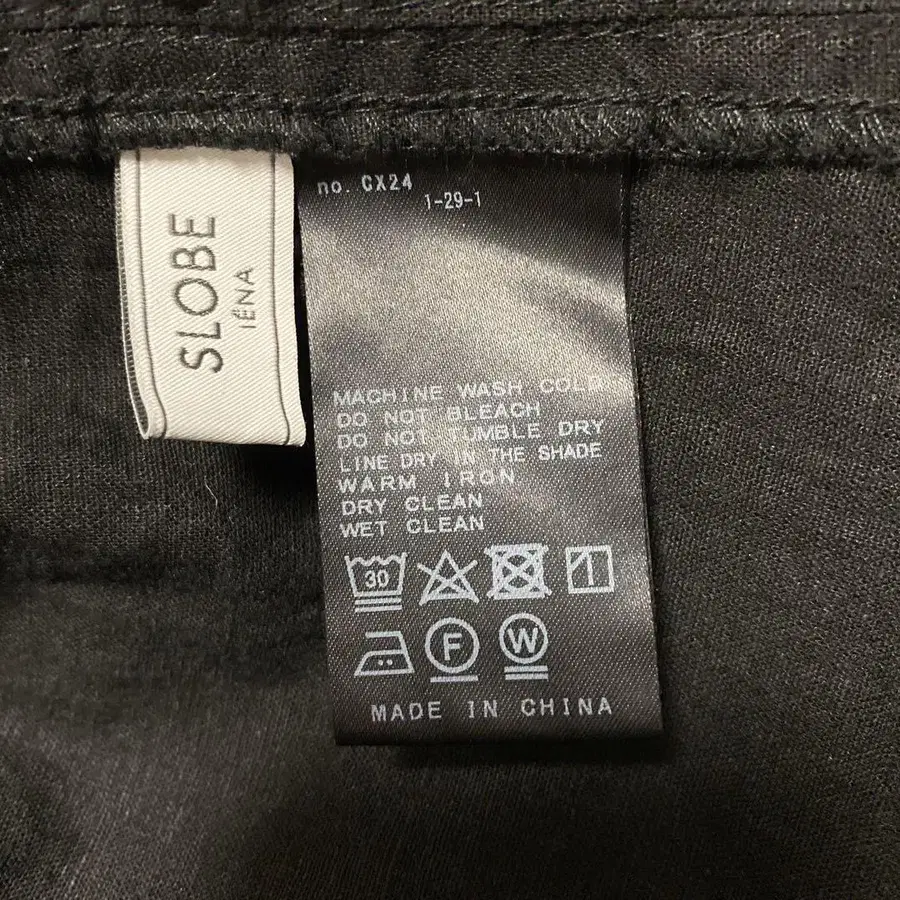 SLOBE
IÉNA
no. CX24
1-29-1
MACHINE WASH COLD
DO NOT BLEACH
DO NOT TUMBLE DRY
LINE DRY IN THE SHADE
WARM IRON
DRY CLEAN
WET CLEAN
30
F
W
MADE IN CHINA